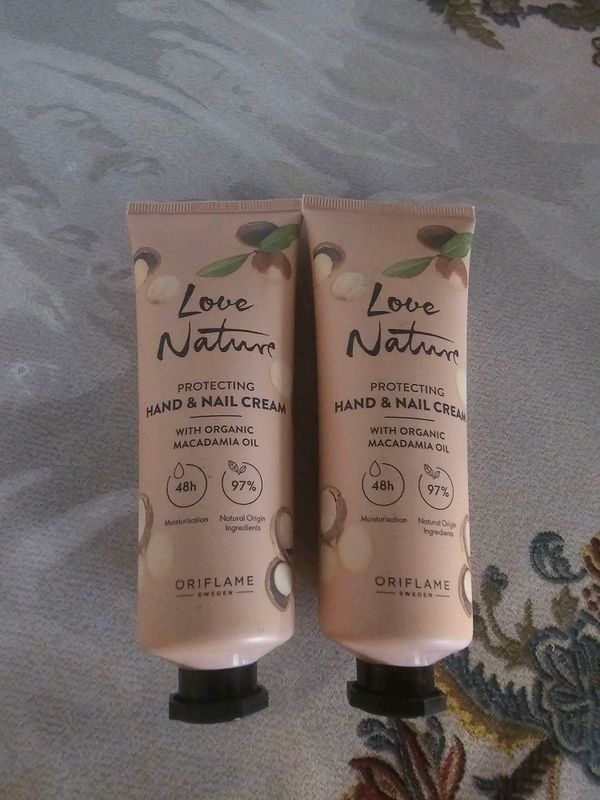 Love
Nature
PROTECTING
HAND & NAIL CREAM
WITH ORGANIC
MACADAMIA OIL
48h
97%
Moisturisation
Natural Origin
Ingredients
ORIFLAME
SWEDEN
Love
Nature
PROTECTING
HAND & NAIL CREAM
WITH ORGANIC
MACADAMIA OIL
48h
97%
Moisturisation
Natural Origin
Ingredients
ORIFLAME
SWEDEN